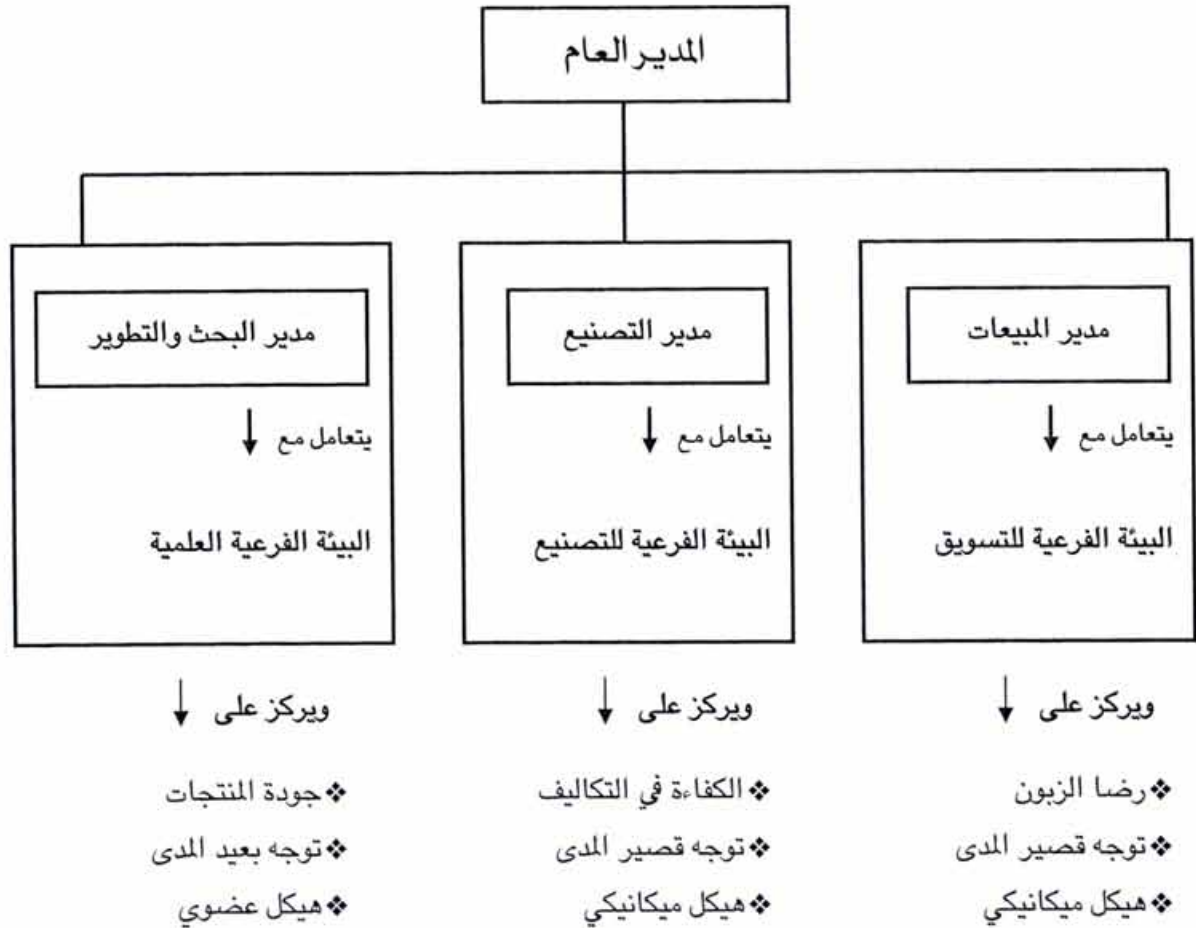 المدير العام
مدير المبيعات
يتعامل مع
البيئة الفرعية للتسويق
ويركز على
❖ رضا الزبون
❖ توجه قصير المدى
❖ هيكل ميكانيكي
مدير التصنيع
يتعامل مع
البيئة الفرعية للتصنيع
ويركز على
❖ الكفاءة في التكاليف
❖ توجه قصير المدى
❖ هيكل ميكانيكي
مدير البحث والتطوير
يتعامل مع
البيئة الفرعية العلمية
ويركز على
❖ جودة المنتجات
❖ توجه بعيد المدى
❖ هيكل عضوي